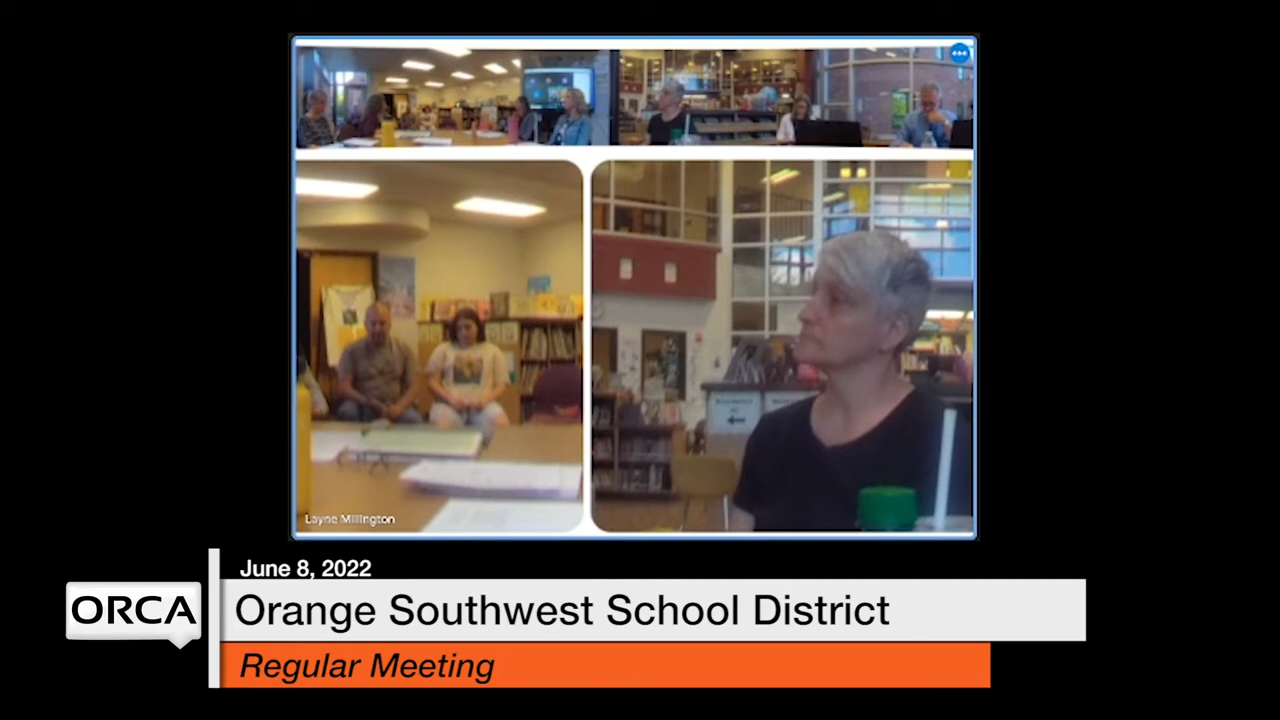 Layne Millington
June 8, 2022
ORCA
Orange Southwest School District
Regular Meeting